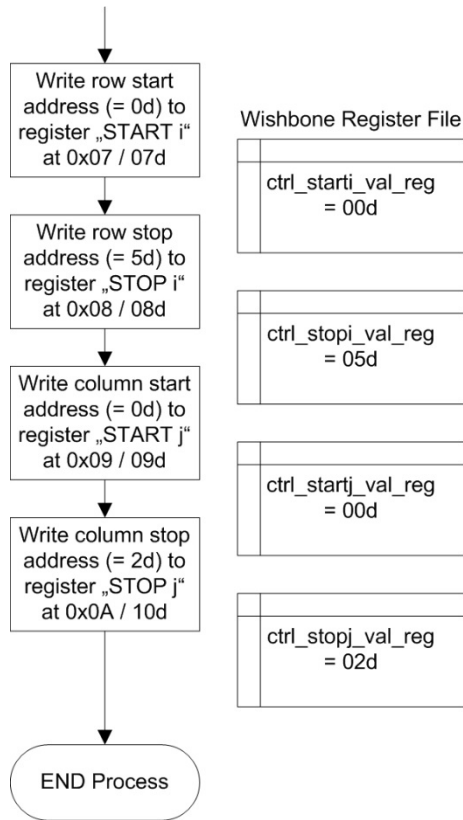 Write row start
address (= 0d) to
register „START i“
at 0x07 / 07d
Wishbone Register File
ctrl_starti_val_reg
= 00d
Write row stop
address (= 5d) to
register „STOP i“
at 0x08 / 08d
ctrl_stopi_val_reg
= 05d
Write column start
address (= 0d) to
register „START j“
at 0x09 / 09d
ctrl_startj_val_reg
= 00d
Write column stop
address (= 2d) to
register „STOP j“
at 0x0A / 10d
ctrl_stopj_val_reg
= 02d
END Process